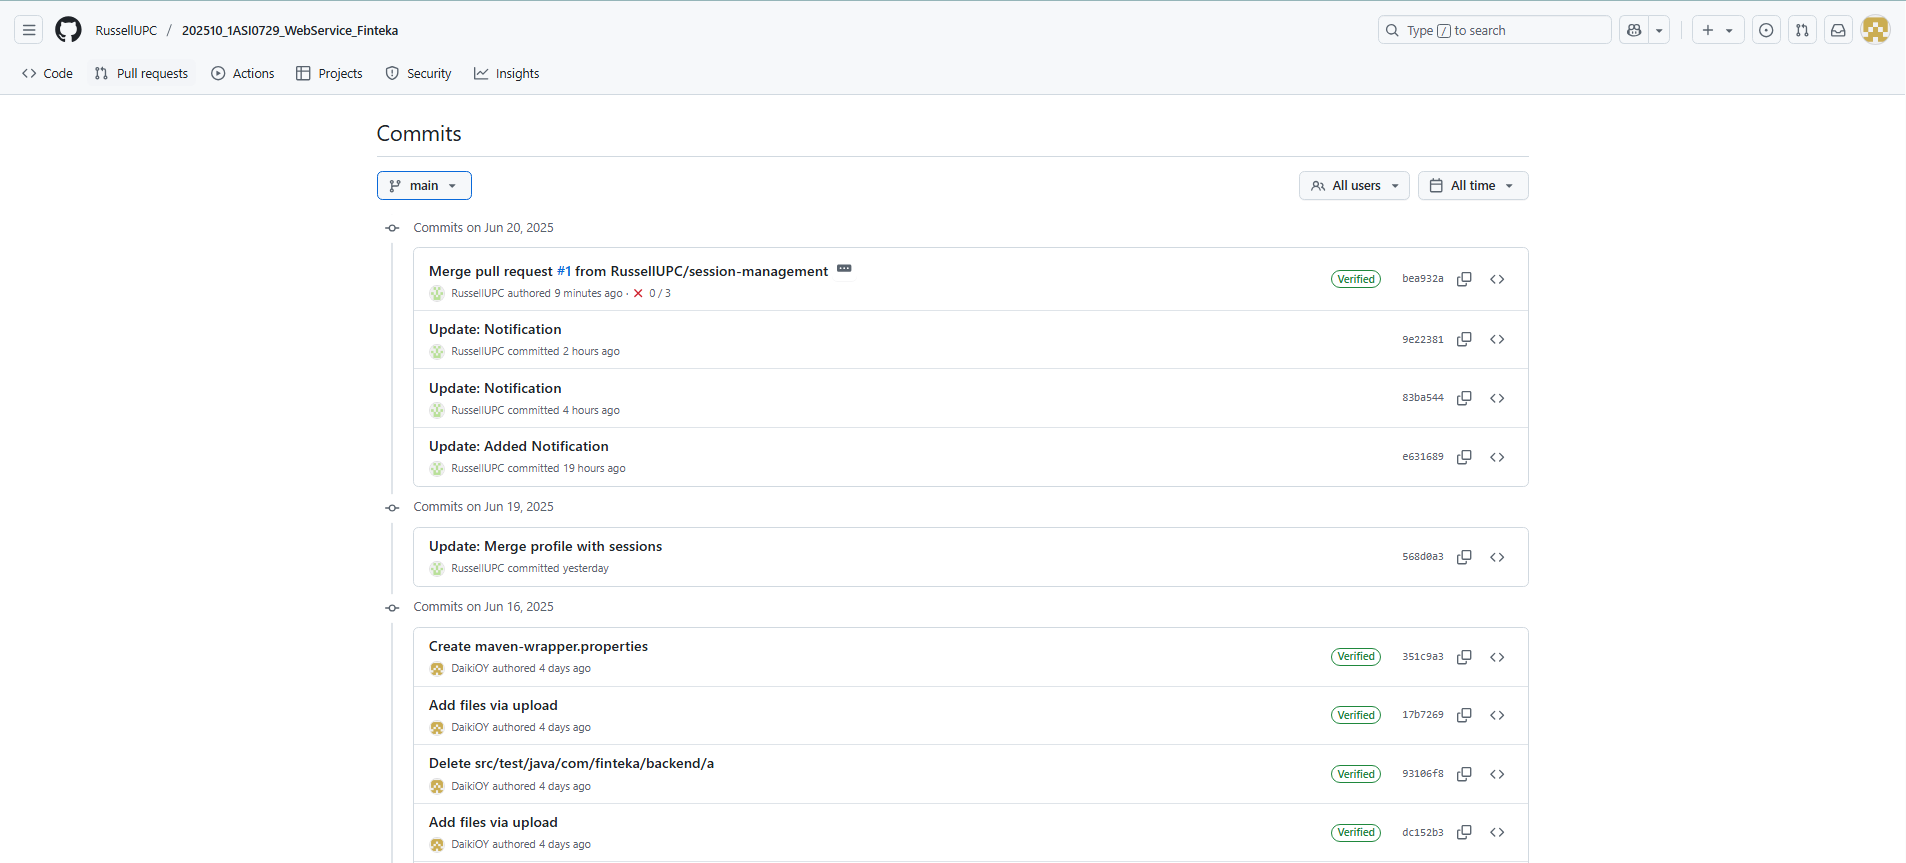 RussellUPC / 202510_1ASI0729_WebService_Finteka
Type / to search
Code
Pull requests
Actions
Projects
Security
Insights
Commits
main
All users
All time
Commits on Jun 20, 2025
Merge pull request #1 from RussellUPC/session-management
RussellUPC authored 9 minutes ago · 0 / 3
Verified
bea932a
Update: Notification
RussellUPC committed 2 hours ago
9e22381
Update: Notification
RussellUPC committed 4 hours ago
83ba544
Update: Added Notification
RussellUPC committed 19 hours ago
e631689
Commits on Jun 19, 2025
Update: Merge profile with sessions
RussellUPC committed yesterday
568d0a3
Commits on Jun 16, 2025
Create maven-wrapper.properties
DaikiOY authored 4 days ago
Verified
351c9a3
Add files via upload
DaikiOY authored 4 days ago
Verified
17b7269
Delete src/test/java/com/finteka/backend/a
DaikiOY authored 4 days ago
Verified
93106f8
Add files via upload
DaikiOY authored 4 days ago
Verified
dc152b3